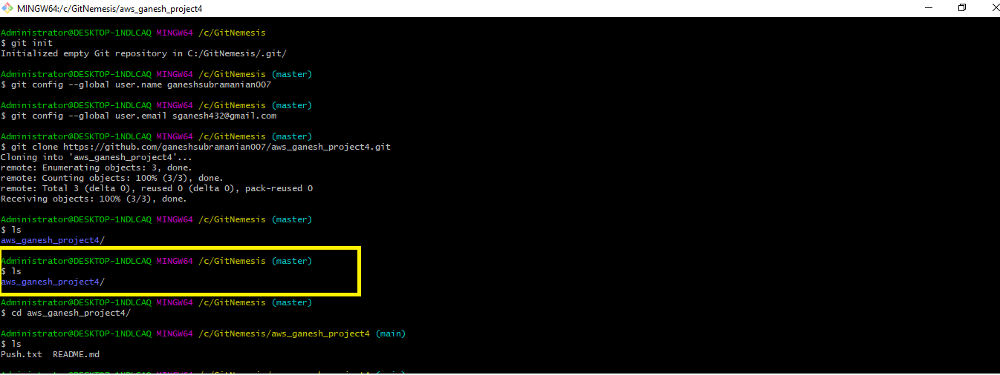 MINGW64:/c/GitNemesis/aws_ganesh_project4
Administrator@DESKTOP-1NDLCAQ MINGW64 /c/GitNemesis
$ git init
Initialized empty Git repository in C:/GitNemesis/.git/
Administrator@DESKTOP-1NDLCAQ MINGW64 /c/GitNemesis (master)
$ git config --global user.name ganeshsubramanian007
Administrator@DESKTOP-1NDLCAQ MINGW64 /c/GitNemesis (master)
$ git config --global user.email sganesh432@gmail.com
Administrator@DESKTOP-1NDLCAQ MINGW64 /c/GitNemesis (master)
$ git clone https://github.com/ganeshsubramanian007/aws_ganesh_project4.git
Cloning into 'aws_ganesh_project4'...
remote: Enumerating objects: 3, done.
remote: Counting objects: 100% (3/3), done.
remote: Total 3 (delta 0), reused 0 (delta 0), pack-reused 0
Receiving objects: 100% (3/3), done.
Administrator@DESKTOP-1NDLCAQ MINGW64 /c/GitNemesis (master)
$ ls
aws_ganesh_project4/
Administrator@DESKTOP-1NDLCAQ MINGW64 /c/GitNemesis (master)
$ ls
aws_ganesh_project4/
Administrator@DESKTOP-1NDLCAQ MINGW64 /c/GitNemesis (master)
$ cd aws_ganesh_project4/
Administrator@DESKTOP-1NDLCAQ MINGW64 /c/GitNemesis/aws_ganesh_project4 (main)
$ ls
Push.txt  README.md